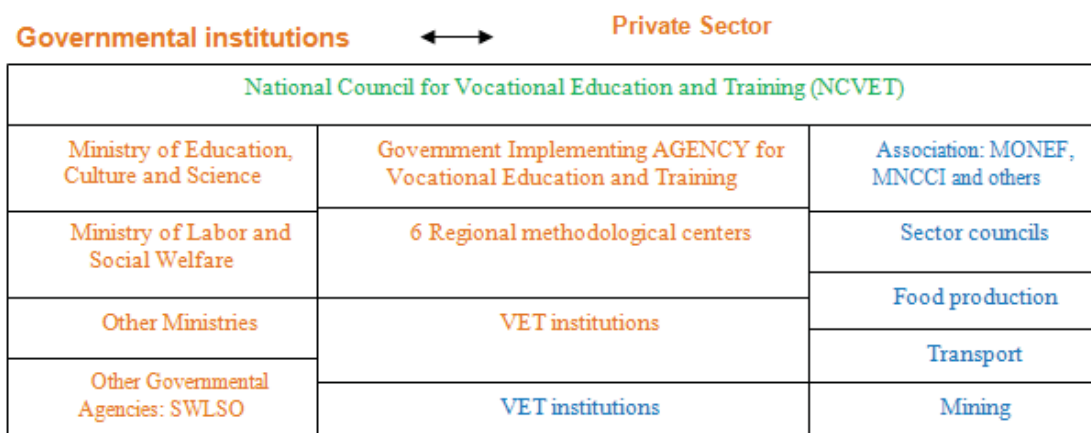 Governmental institutions
Private Sector
National Council for Vocational Education and Training (NCVET)
Ministry of Education,
Culture and Science
Government Implementing AGENCY for
Vocational Education and Training
Association: MONEF,
MNCCI and others
Ministry of Labor and
Social Welfare
6 Regional methodological centers
Sector councils
Food production
Other Ministries
VET institutions
Transport
Other Governmental
Agencies: SWLSO
VET institutions
Mining